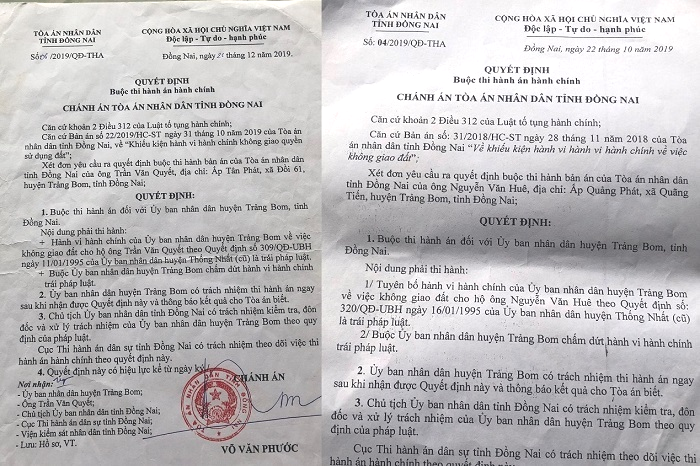 TÒA ÁN NHÂN DÂN
TỈNH ĐỒNG NAI
Số: /2019/QĐ-THA
CỘNG HÒA XÃ HỘI CHỦ NGHĨA VIỆT NAM
Độc lập - Tự do - hạnh phúc
Đồng Nai, ngày tháng 12 năm 2019.
QUYẾT ĐỊNH
Buộc thi hành án hành chính
CHÁNH ÁN TÒA ÁN NHÂN DÂN TỈNH ĐỒNG NAI
Căn cứ khoản 2 Điều 312 của Luật tố tụng hành chính;
Căn cứ Bản án số 22/2019/HC-ST ngày 31 tháng 10 năm 2019 của Tòa án
nhân dân tỉnh Đồng Nai, về "Khiếu kiện hành vi hành chính không giao quyền
sử dụng đất";
Xét đơn yêu cầu ra quyết định buộc thi hành bản án của Tòa án nhân dân
tỉnh Đồng Nai của ông Trần Văn Quyết, địa chỉ: Ấp Tân Phát, xã Đồi 61,
huyện Trảng Bom, tỉnh Đồng Nai;
QUYẾT ĐỊNH:
1. Buộc thi hành án đối với Ủy ban nhân dân huyện Trảng Bom, tỉnh
Đồng Nai.
Nội dung phải thi hành:
+ Hành vi hành chính của Ủy ban nhân dân huyện Trảng Bom về việc
không giao đất cho hộ ông Trần Văn Quyết theo Quyết định số 309/QĐ-UBH
ngày 11/01/1995 của Ủy ban nhân dân huyện Thống Nhất (cũ) là trái pháp luật.
+ Buộc Ủy ban nhân dân huyện Trảng Bom chấm dứt hành vi hành chính
trái pháp luật.
2. Ủy ban nhân dân huyện Trảng Bom có trách nhiệm thi hành án ngay
sau khi nhận được Quyết định này và thông báo kết quả cho Tòa án biết.
3. Chủ tịch Ủy ban nhân dân tỉnh Đồng Nai có trách nhiệm kiểm tra, đôn
đốc và xử lý trách nhiệm của Ủy ban nhân dân huyện Trảng Bom theo quy
định của pháp luật.
Cục Thi hành án dân sự tỉnh Đồng Nai có trách nhiệm theo dõi việc thi
hành án hành chính theo quyết định này.
4. Quyết định này có hiệu lực kể từ ngày ký.
Nơi nhận:
- Ủy ban nhân dân huyện Trảng Bom;
- Ông Trần Văn Quyết;
- Chủ tịch Ủy ban nhân dân tỉnh Đồng Nai;
- Cục Thi hành án dân sự tỉnh Đồng Nai;
- Viện kiểm sát nhân dân tỉnh Đồng Nai;
- Lưu: Hồ sơ, VT.
CHÁNH ÁN
VÕ VĂN PHƯỚC
TÒA ÁN NHÂN DÂN
TỈNH ĐỒNG NAI
Số: 04/2019/QĐ-THA
CỘNG HÒA XÃ HỘI CHỦ NGHĨA VIỆT NAM
Độc lập - Tự do - hạnh phúc
Đồng Nai, ngày 22 tháng 10 năm 2019
QUYẾT ĐỊNH
Buộc thi hành án hành chính
CHÁNH ÁN TÒA ÁN NHÂN DÂN TỈNH ĐỒNG NAI
Căn cứ khoản 2 Điều 312 của Luật tố tụng hành chính;
Căn cứ Bản án số: 31/2018/HC-ST ngày 28 tháng 11 năm 2018 của Tòa
án nhân dân tỉnh Đồng Nai "Về khiếu kiện hành vi hành vi hành chính về việc
không giao đất";
Xét đơn yêu cầu ra quyết định buộc thi hành bản án của Tòa án nhân dân
tỉnh Đồng Nai của ông Nguyễn Văn Huê, địa chỉ: Ấp Quảng Phát, xã Quảng
Tiến, huyện Trảng Bom, tỉnh Đồng Nai;
QUYẾT ĐỊNH:
1. Buộc thi hành án đối với Ủy ban nhân dân huyện Trảng Bom, tỉnh
Đồng Nai.
Nội dung phải thi hành:
1/ Tuyên bố hành vi hành chính của Ủy ban nhân dân huyện Trảng Bom
về việc không giao đất cho hộ ông Nguyễn Văn Huê theo Quyết định số:
320/QĐ-UBH ngày 16/01/1995 của Ủy ban nhân dân huyện Thống Nhất (cũ)
là trái pháp luật.
2/ Buộc Ủy ban nhân dân huyện Trảng Bom chấm dứt hành vi hành chính
trái pháp luật.
2. Ủy ban nhân dân huyện Trảng Bom có trách nhiệm thi hành án ngay
sau khi nhận được Quyết định này và thông báo kết quả cho Tòa án biết.
3. Chủ tịch Ủy ban nhân dân tỉnh Đồng Nai có trách nhiệm kiểm tra, đôn
đốc và xử lý trách nhiệm của Ủy ban nhân dân huyện Trảng Bom theo quy
định của pháp luật.
Cục Thi hành án dân sự tỉnh Đồng Nai có trách nhiệm theo dõi việc thi
hành án hành chính theo quyết định này